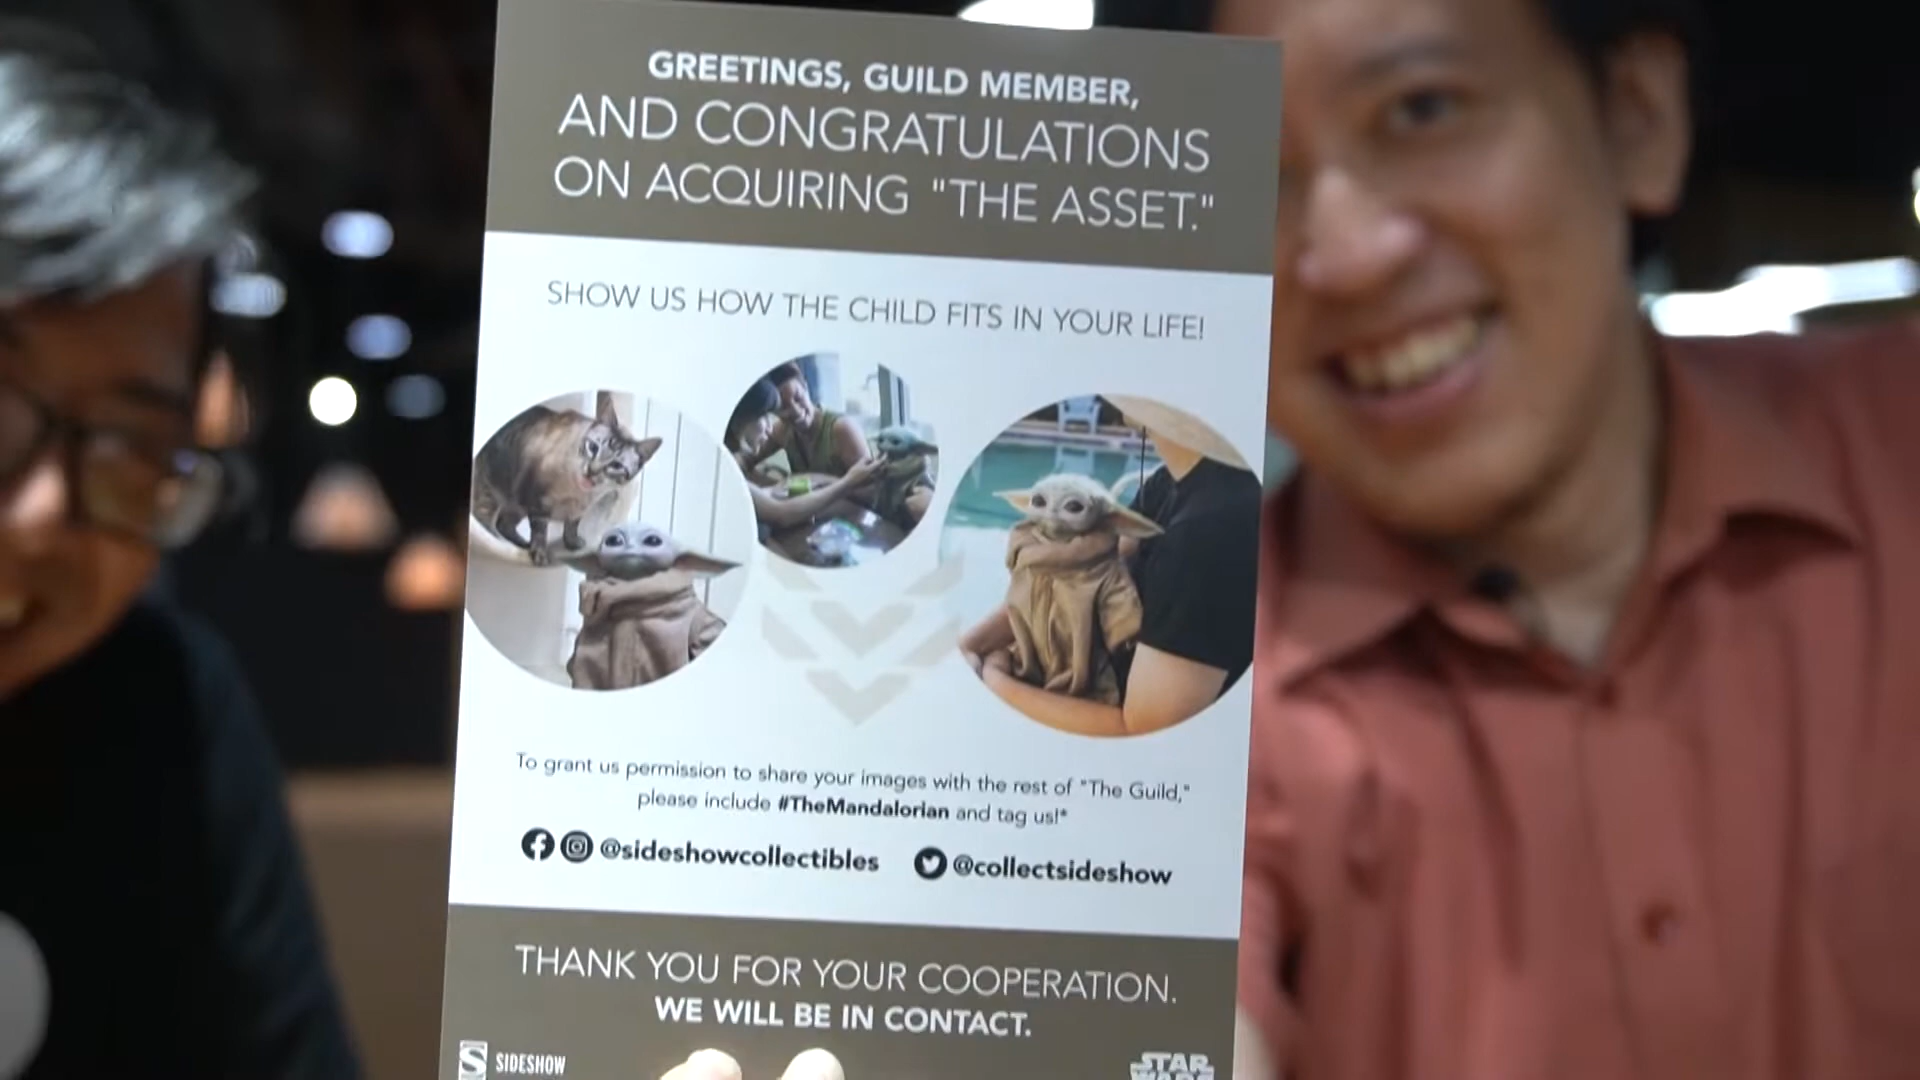 GREETINGS, GUILD MEMBER,
AND CONGRATULATIONS
ON ACQUIRING "THE ASSET."
SHOW US HOW THE CHILD FITS IN YOUR LIFE!
To grant us permission to share your images with the rest of "The Guild,"
please include #TheMandalorian and tag us!*
@sideshowcollectibles @collectsideshow
THANK YOU FOR YOUR COOPERATION.
WE WILL BE IN CONTACT.
S SIDESHOW
STAR
WARS